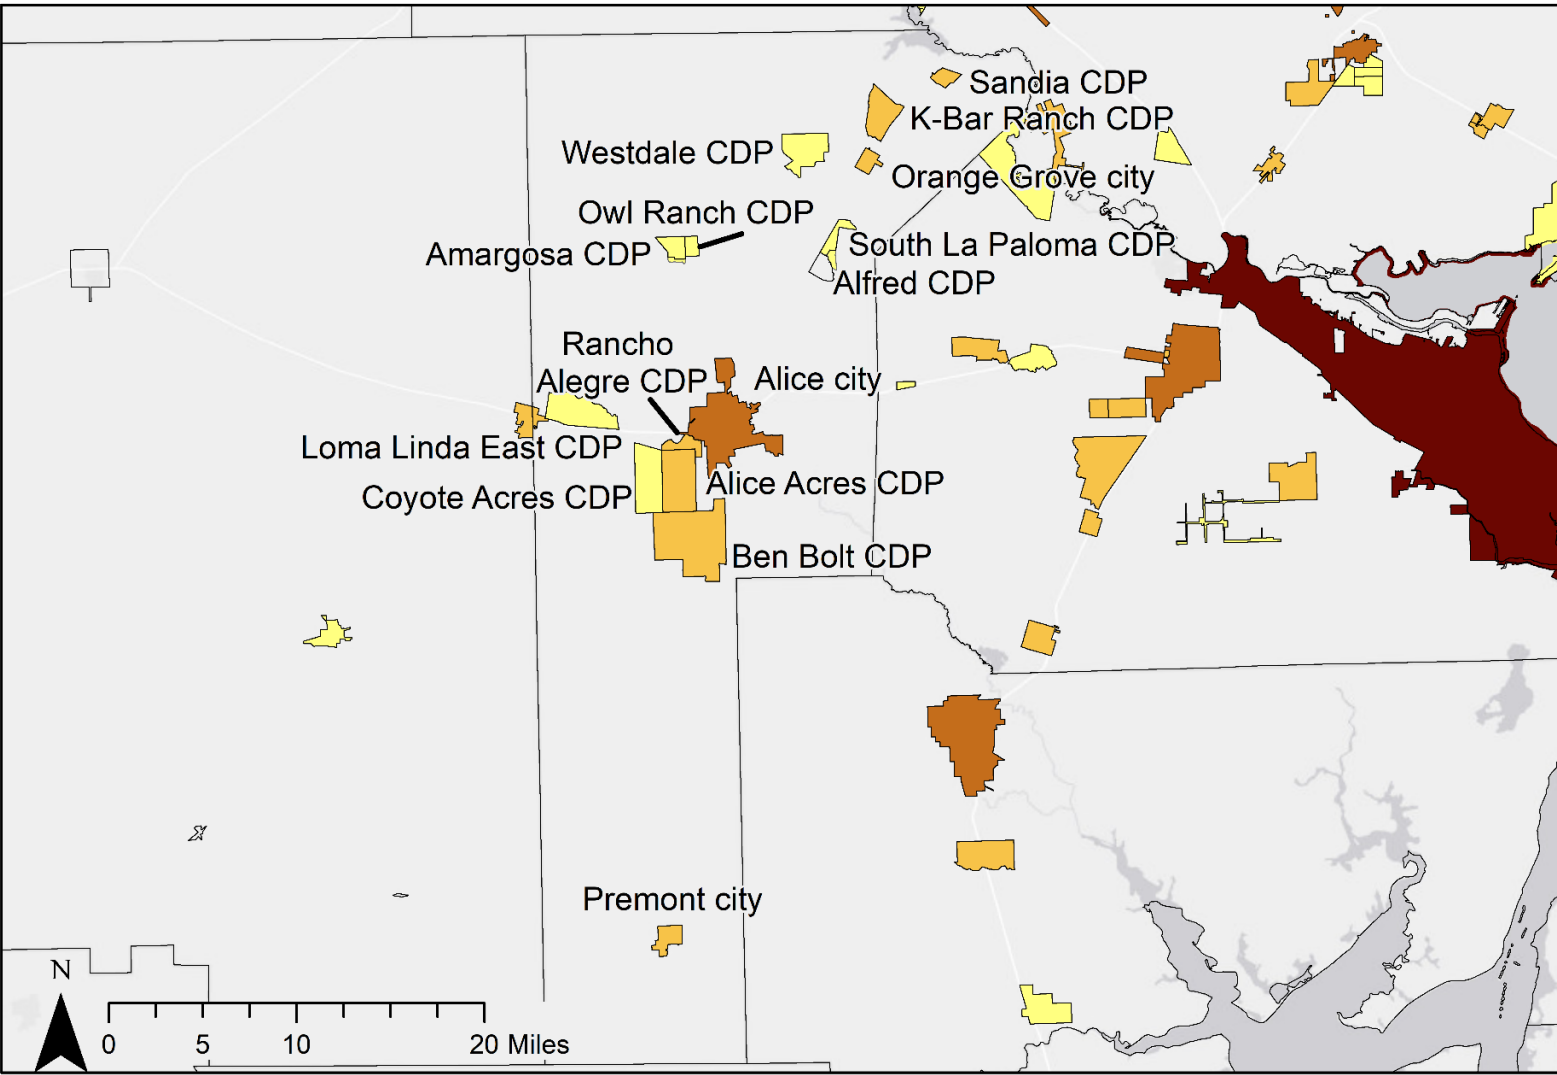 Sandia CDP
K-Bar Ranch CDP
Westdale CDP
Orange Grove city
Owl Ranch CDP
Amargosa CDP
South La Paloma CDP
Alfred CDP
Rancho
Alegre CDP
Alice city
Loma Linda East CDP
Coyote Acres CDP
Alice Acres CDP
Ben Bolt CDP
Premont city
N
0 5 10 20 Miles